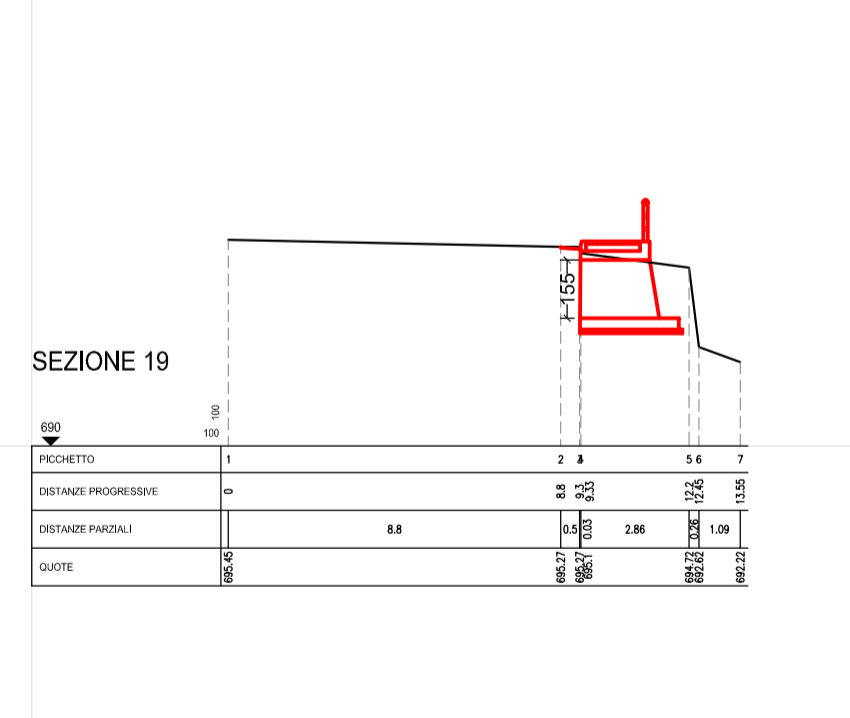 155
SEZIONE 19
690
100
100
PICCHETTO 1 2 3 4 5 6 7
DISTANZE PROGRESSIVE 0 8.8 9.3 9.33 12.2 12.45 13.55
DISTANZE PARZIALI 8.8 0.5 0.03 2.86 0.26 1.09
QUOTE 695.45 695.27 695.27 695.1 694.72 692.62 692.22